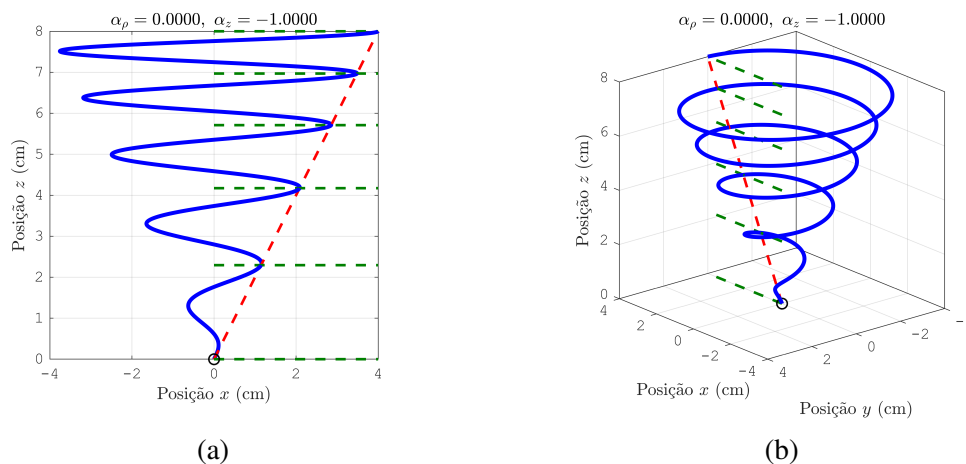 α_ρ = 0.0000, α_z = −1.0000
8
7
6
5
4
3
2
1
0
−4 −2 0 2 4
Posição z (cm)
Posição x (cm)
(a)
α_ρ = 0.0000, α_z = −1.0000
8
6
4
2
0
Posição z (cm)
4 2 0 −2 −4
Posição x (cm)
4 2 0 −2 −
Posição y (cm)
(b)